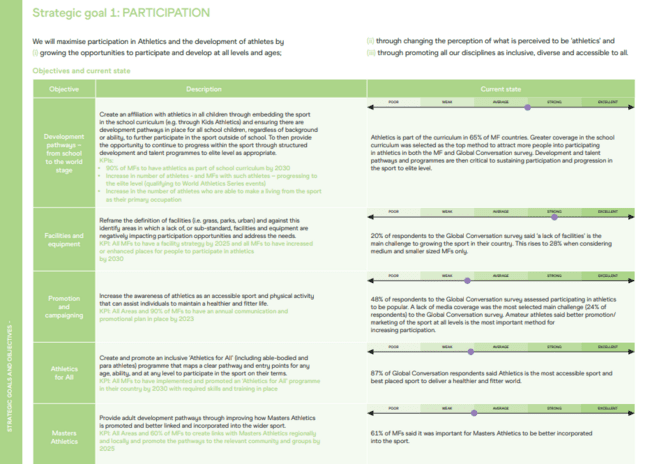 Strategic goal 1: PARTICIPATION
We will maximise participation in Athletics and the development of athletes by
(i) growing the opportunities to participate and develop at all levels and ages;
(ii) through changing the perception of what is perceived to be 'athletics' and
(iii) through promoting all our disciplines as inclusive, diverse and accessible to all.
Objectives and current state
Objective
Description
Current state
Development
pathways –
from school
to the world
stage
Create an affiliation with athletics in all children through embedding the sport
in the school curriculum (e.g. through Kids Athletics) and ensuring there are
development pathways in place for all school children, regardless of background
or ability, to further participate in the sport outside of school. To then provide
the opportunity to continue to progress within the sport through structured
development and talent programmes to elite level as appropriate.
KPIs:
• 90% of MFs to have athletics as part of school curriculum by 2030
• Increase in number of athletes - and MFs with such athletes – progressing to
the elite level (qualifying to World Athletics Series events)
• Increase in the number of athletes who are able to make a living from the sport
as their primary occupation
POOR WEAK AVERAGE STRONG EXCELLENT
Athletics is part of the curriculum in 65% of MF countries. Greater coverage in the school
curriculum was selected as the top method to attract more people into participating
in athletics in both the MF and Global Conversation survey. Development and talent
pathways and programmes are then critical to sustaining participation and progression in
the sport to elite level.
Facilities and
equipment
Reframe the definition of facilities (i.e. grass, parks, urban) and against this
identify areas in which a lack of, or sub-standard, facilities and equipment are
negatively impacting participation opportunities and address the needs.
KPI: All MFs to have a facility strategy by 2025 and all MFs to have increased
or enhanced places for people to participate in athletics
by 2030
POOR WEAK AVERAGE STRONG EXCELLENT
20% of respondents to the Global Conversation survey said 'a lack of facilities' is the
main challenge to growing the sport in their country. This rises to 28% when considering
medium and smaller sized MFs only.
Promotion
and
campaigning
Increase the awareness of athletics as an accessible sport and physical activity
that can assist individuals to maintain a healthier and fitter life.
KPI: All Areas and 90% of MFs to have an annual communication and
promotional plan in place by 2023
POOR WEAK AVERAGE STRONG EXCELLENT
48% of respondents to the Global Conversation survey assessed participating in athletics
to be popular. A lack of media coverage was the most selected main challenge (24% of
respondents) to the Global Conversation survey. Amateur athletes said better promotion/
marketing of the sport at all levels is the most important method for
increasing participation.
Athletics
for All
Create and promote an inclusive 'Athletics for All' (including able-bodied and
para athletes) programme that maps a clear pathway and entry points for any
age, ability, and at any level to participate in the sport on their terms.
KPI: All MFs to have implemented and promoted an 'Athletics for All' programme
in their country by 2030 with required skills and training in place
POOR WEAK AVERAGE STRONG EXCELLENT
87% of Global Conversation respondents said Athletics is the most accessible sport and
best placed sport to deliver a healthier and fitter world.
Masters
Athletics
Provide adult development pathways through improving how Masters Athletics
is promoted and better linked and incorporated into the wider sport.
KPI: All Areas and 60% of MFs to create links with Masters Athletics regionally
and locally and promote the pathways to the relevant community and groups by
2025
POOR WEAK AVERAGE STRONG EXCELLENT
61% of MFs said it was important for Masters Athletics to be better incorporated
into the sport.
STRATEGIC GOALS AND OBJECTIVES –